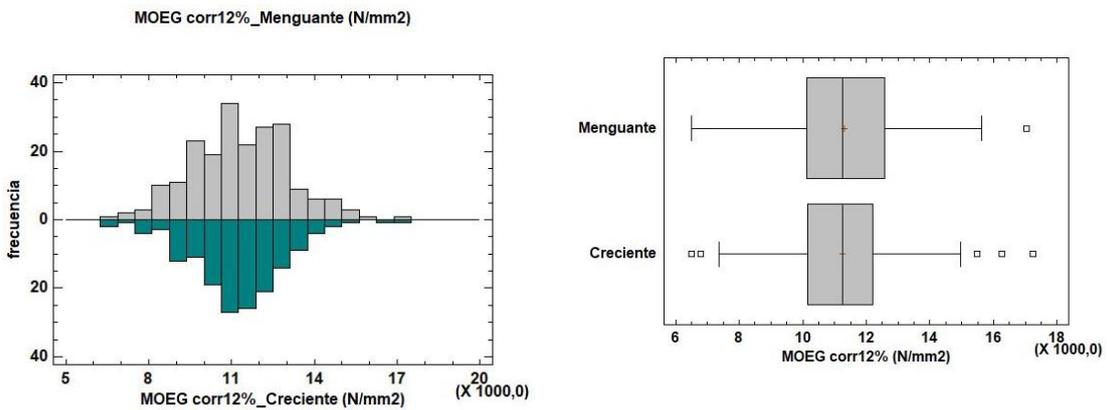 MOEG corr12%_Menguante (N/mm2)
frecuencia
40
20
0
20
40
5 8 11 14 17 20
(X 1000,0)
MOEG corr12%_Creciente (N/mm2)
Menguante
Creciente
6 8 10 12 14 16 18
(X 1000,0)
MOEG corr12% (N/mm2)